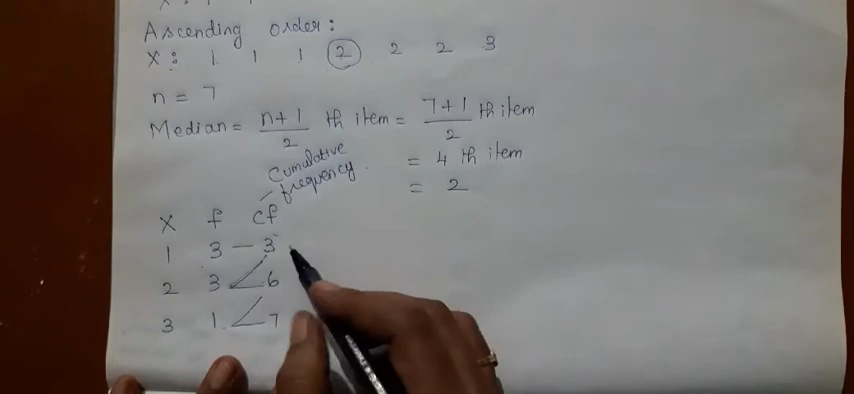 Ascending order:
X: 1 1 1 2 2 2 3
n = 7
Median = n+1/2 th item = 7+1/2 th item
= 4 th item
= 2
Cumulative frequency
X f cf
1 3 — 3
2 3 6
3 1 7